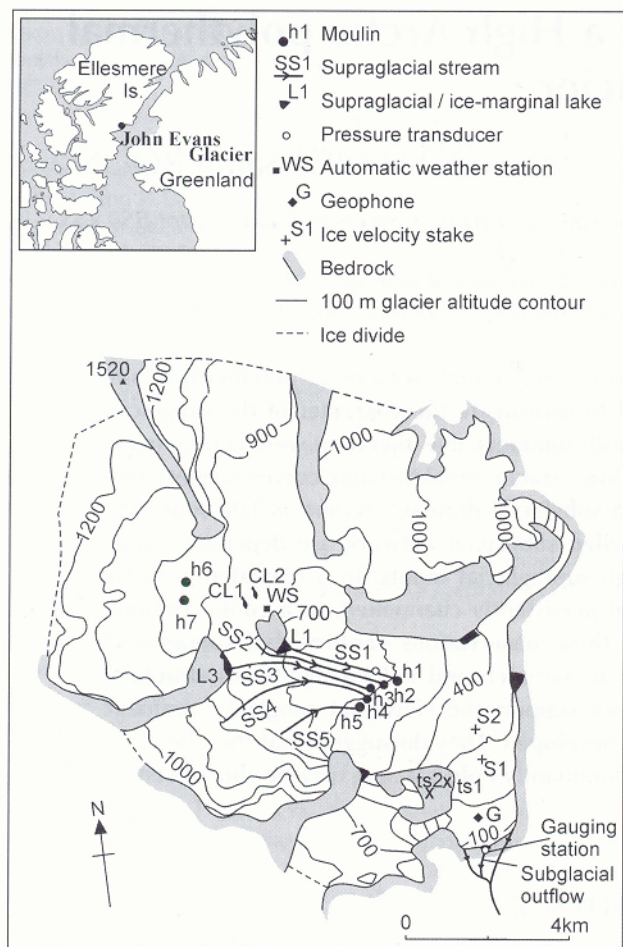 Ellesmere
Is.
John Evans
Glacier
Greenland
h1 Moulin
SS1 Supraglacial stream
L1 Supraglacial / ice-marginal lake
Pressure transducer
WS Automatic weather station
G Geophone
S1 Ice velocity stake
Bedrock
100 m glacier altitude contour
Ice divide
1520
1200
900
1000
1200
1000
1000
h6
CL2
CL1
WS
h7
700
SS2
L1
SS1
L3
SS3
h1
h2
h3
SS4
h4
h5
400
SS5
S2
1000
S1
ts2x
x
ts1
G
700
100
Gauging
station
Subglacial
outflow
N
0 4km